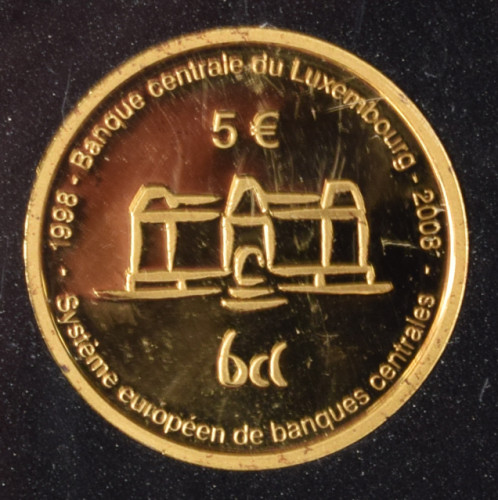 1998 - Banque centrale du Luxembourg - 2008 -
5 €
bcl
Système européen de banques centrales -